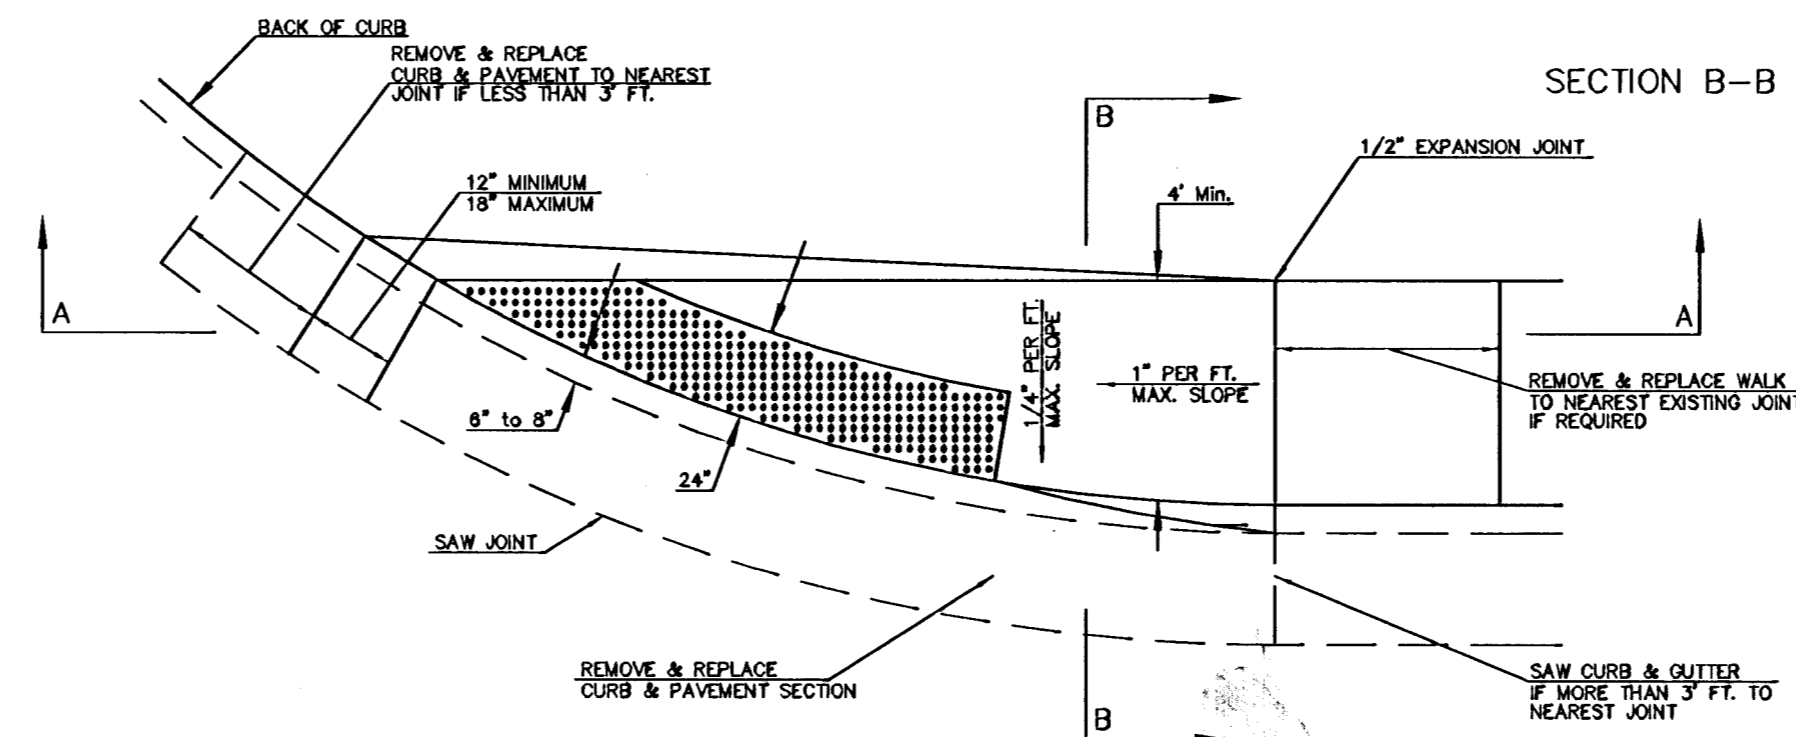 BACK OF CURB
REMOVE & REPLACE
CURB & PAVEMENT TO NEAREST
JOINT IF LESS THAN 3' FT.
SECTION B-B
B
1/2" EXPANSION JOINT
12" MINIMUM
18" MAXIMUM
4' Min.
A
A
1/4" PER FT.
MAX. SLOPE
1" PER FT.
MAX. SLOPE
REMOVE & REPLACE WALK
TO NEAREST EXISTING JOINT
IF REQUIRED
6" to 8"
24"
SAW JOINT
REMOVE & REPLACE
CURB & PAVEMENT SECTION
SAW CURB & GUTTER
IF MORE THAN 3' FT. TO
NEAREST JOINT
B